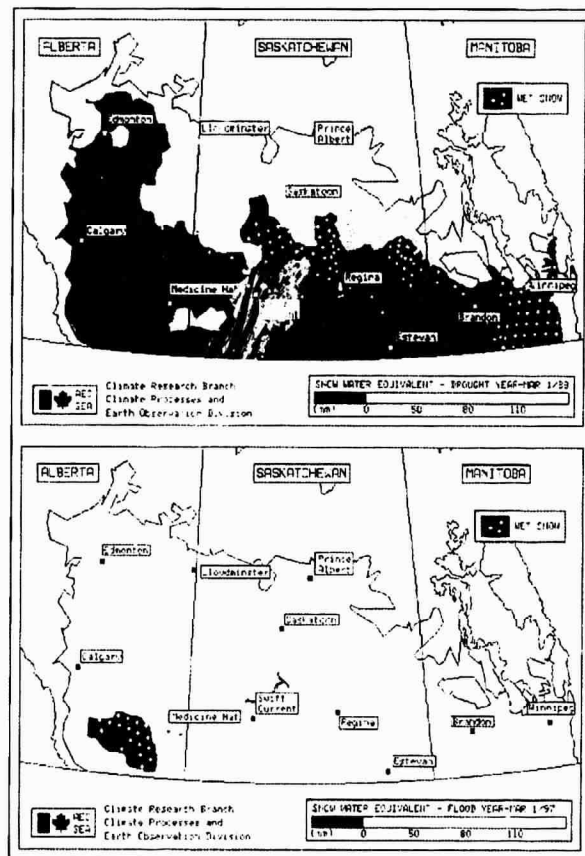 ALBERTA
SASKATCHEWAN
MANITOBA
WET SNOW
Edmonton
Prince
Albert
Saskatoon
Calgary
Medicine Hat
Regina
Winnipeg
Brandon
Estevan
AES
SEA
Climate Research Branch
Climate Processes and
Earth Observation Division
SNOW WATER EQUIVALENT - DROUGHT YEAR-MAR 1/88
(mm) 0 50 80 110
ALBERTA
SASKATCHEWAN
MANITOBA
WET SNOW
Edmonton
Lloydminster
Prince
Albert
Saskatoon
Calgary
Swift
Current
Medicine Hat
Regina
Brandon
Winnipeg
Estevan
AES
SEA
Climate Research Branch
Climate Processes and
Earth Observation Division
SNOW WATER EQUIVALENT - FLOOD YEAR-MAR 1/97
(mm) 0 50 80 110